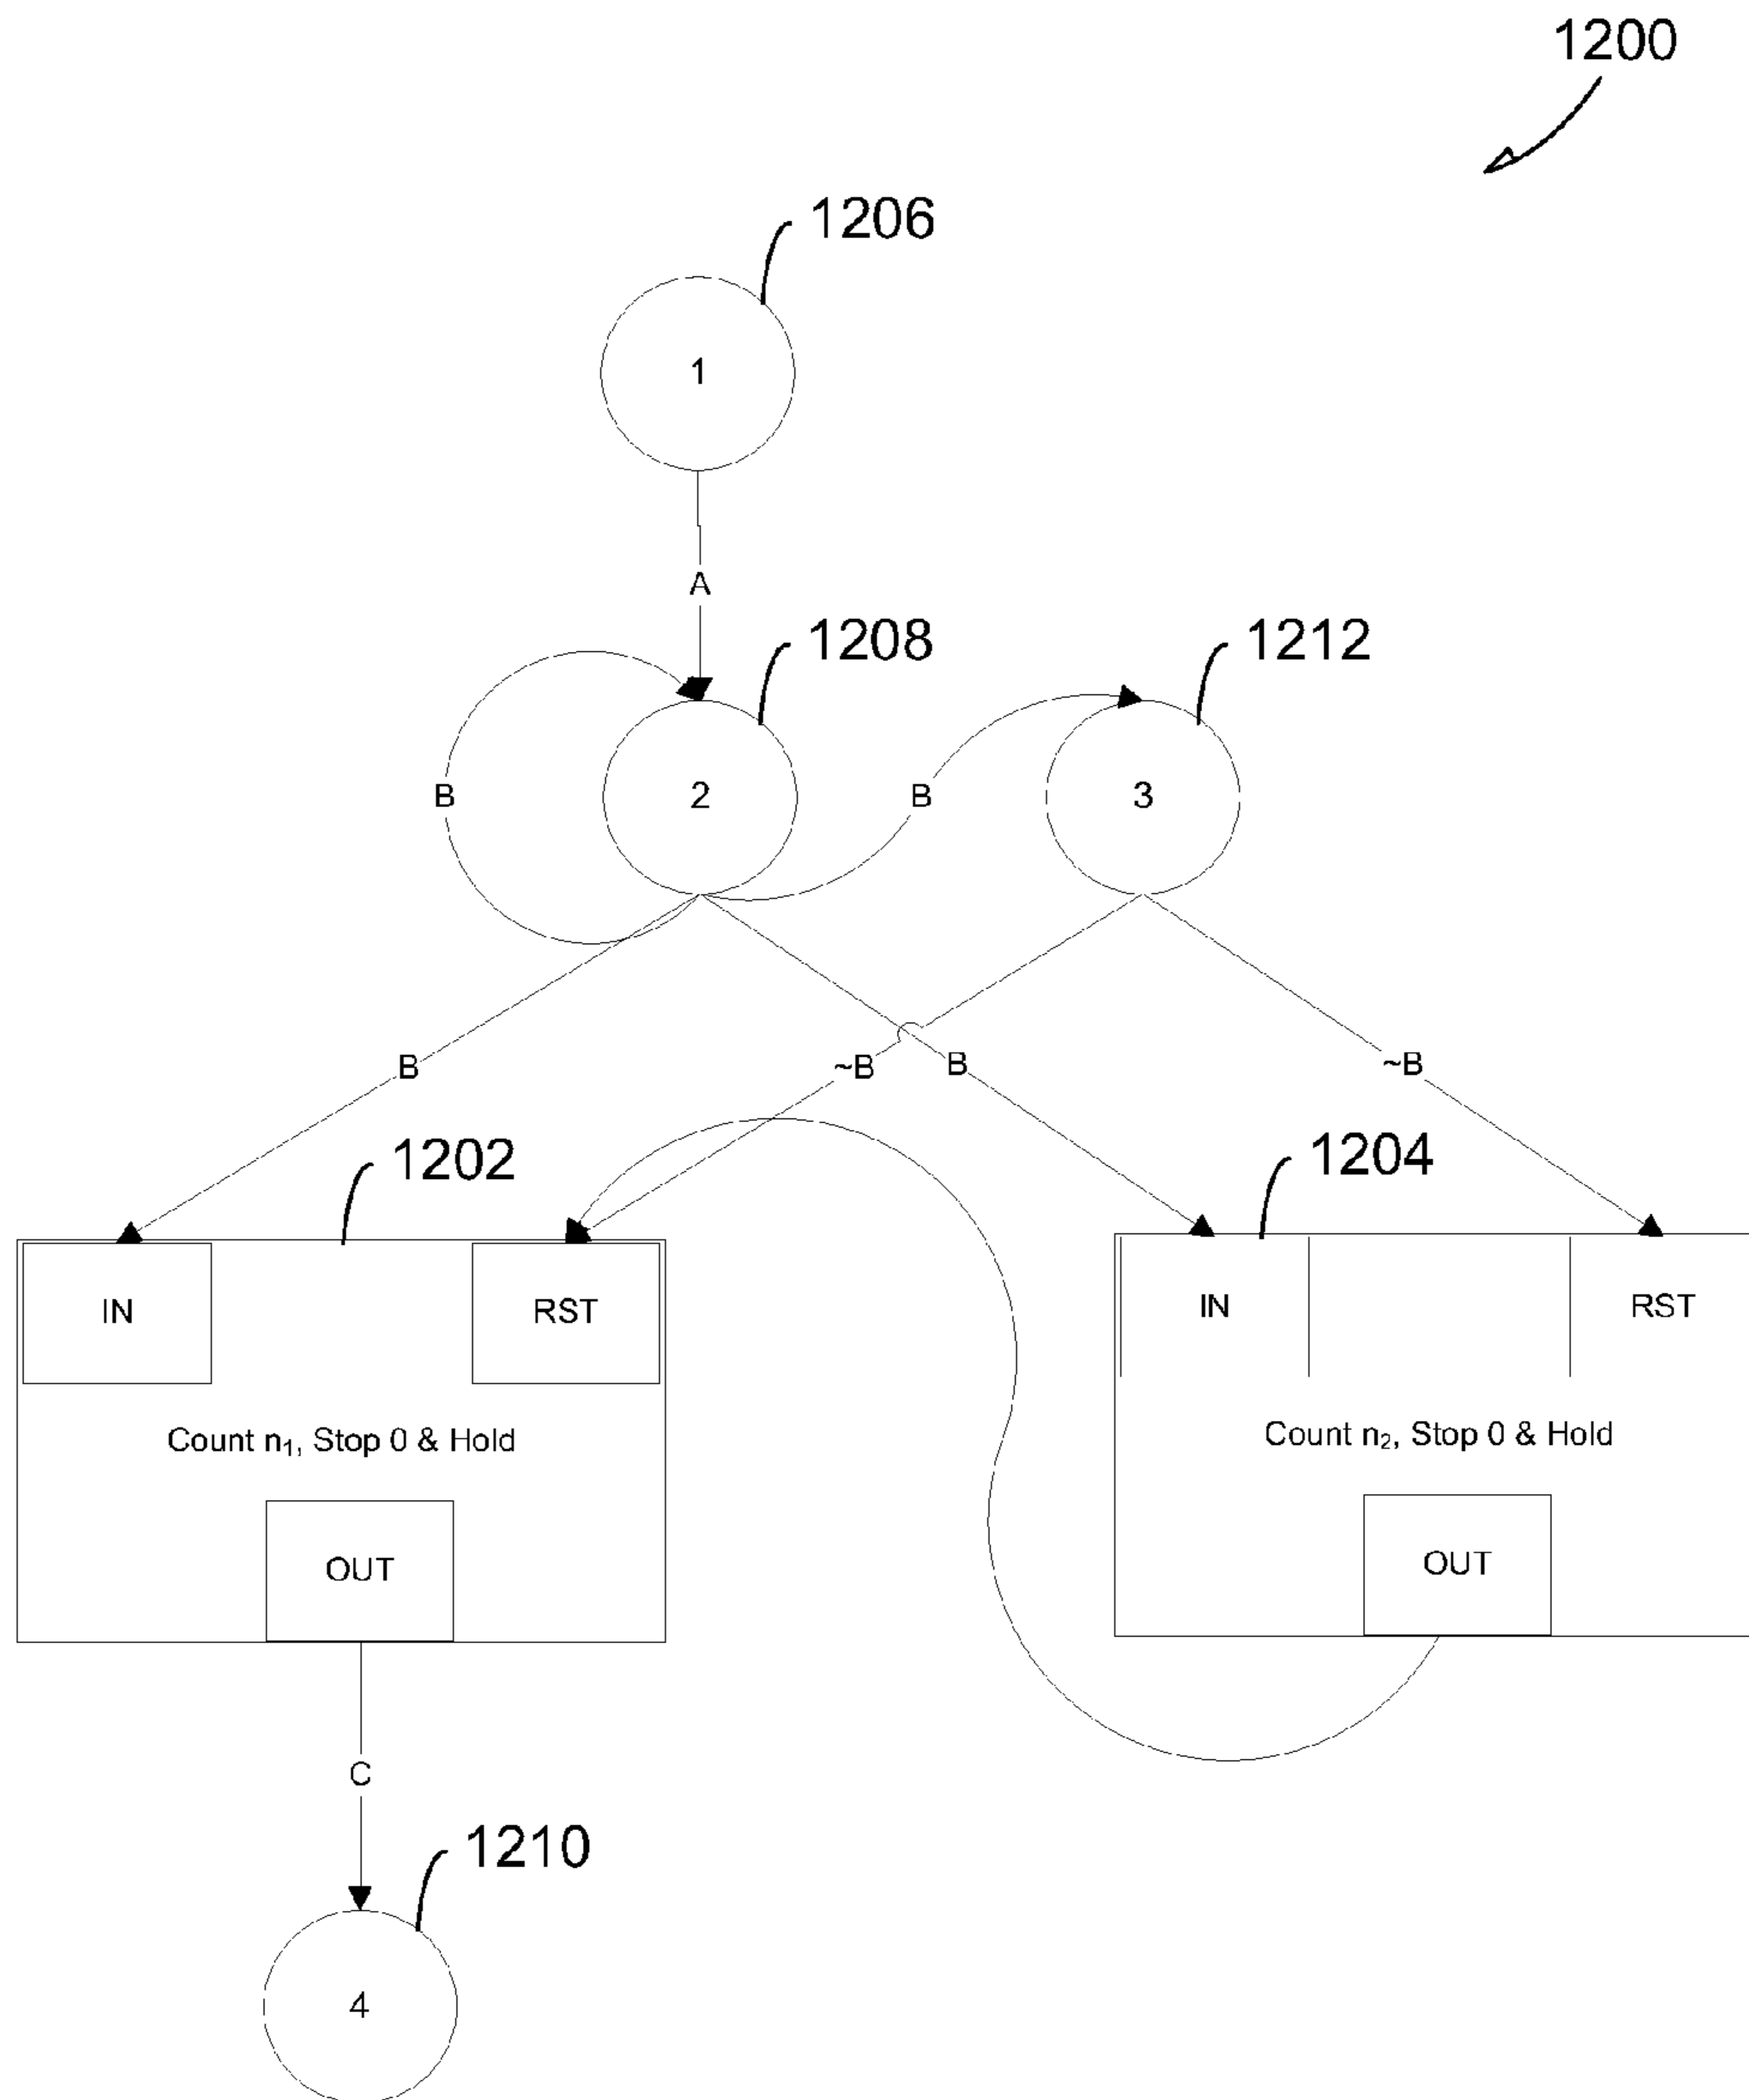 1200
1206
1
A
1208
1212
B
2
B
3
B
~B
B
~B
1202
1204
IN
RST
IN
RST
Count n₁, Stop 0 & Hold
Count n₂, Stop 0 & Hold
OUT
OUT
C
1210
4